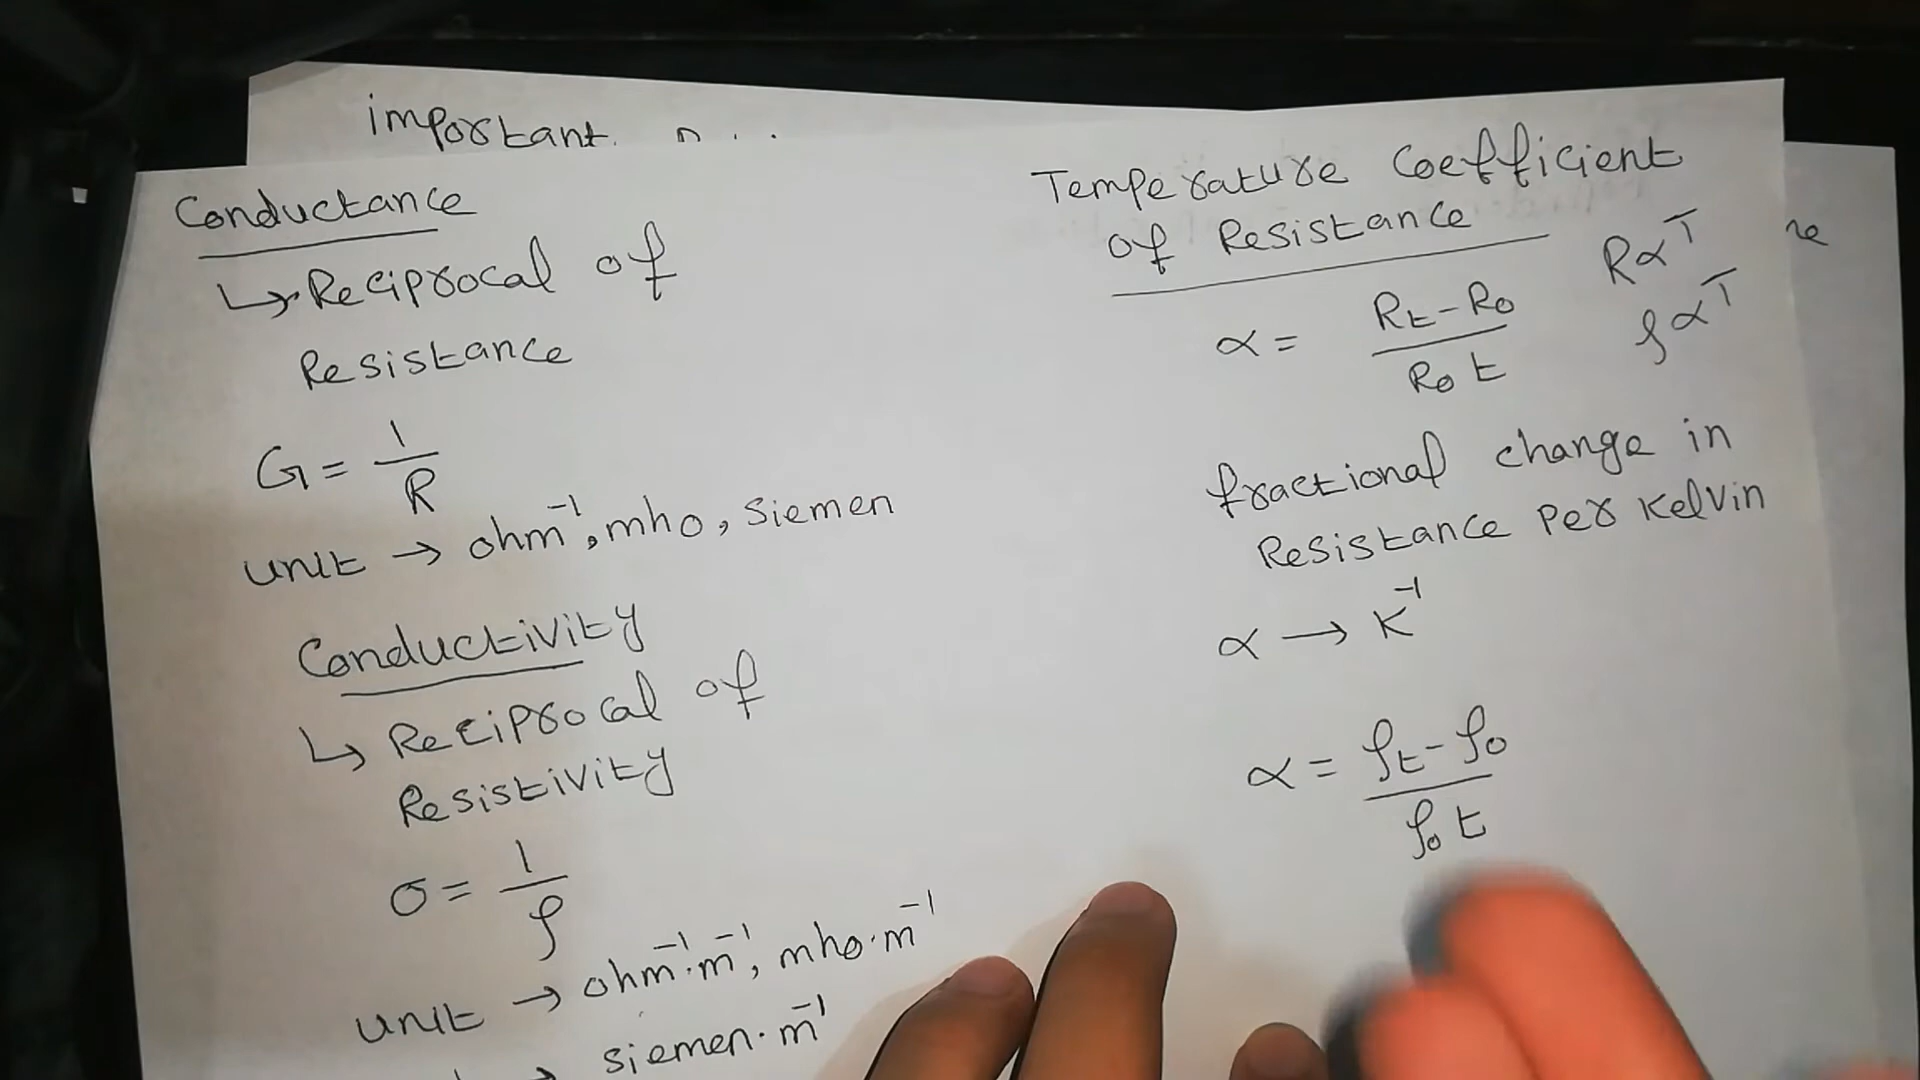 important
Conductance
↳ Reciprocal of
Resistance
G = 1/R
unit → ohm⁻¹, mho, siemen
Conductivity
↳ Reciprocal of
Resistivity
σ = 1/ρ
unit → ohm⁻¹·m⁻¹, mho·m⁻¹
siemen·m⁻¹
Temperature Coefficient
of Resistance
R α T
ρ α T
α = (Rt - R0)/(R0 t)
fractional change in
Resistance per Kelvin
α → K⁻¹
α = (ρt - ρ0)/(ρ0 t)